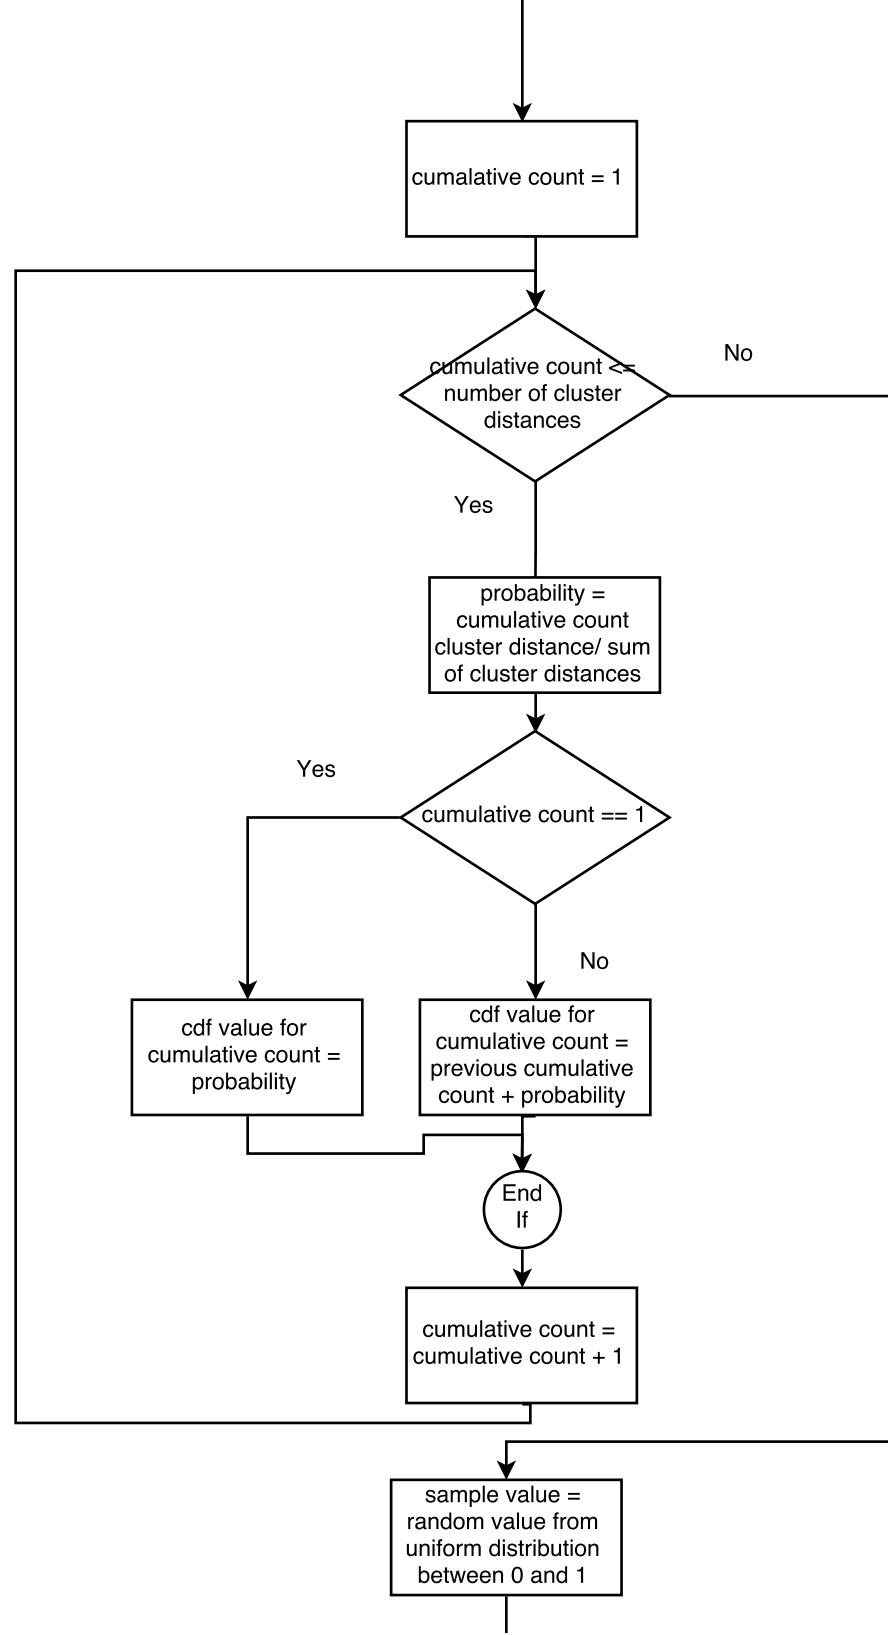 cumalative count = 1
cumulative count <=
number of cluster
distances
No
Yes
probability =
cumulative count
cluster distance/ sum
of cluster distances
Yes
cumulative count == 1
No
cdf value for
cumulative count =
probability
cdf value for
cumulative count =
previous cumulative
count + probability
End
If
cumulative count =
cumulative count + 1
sample value =
random value from
uniform distribution
between 0 and 1